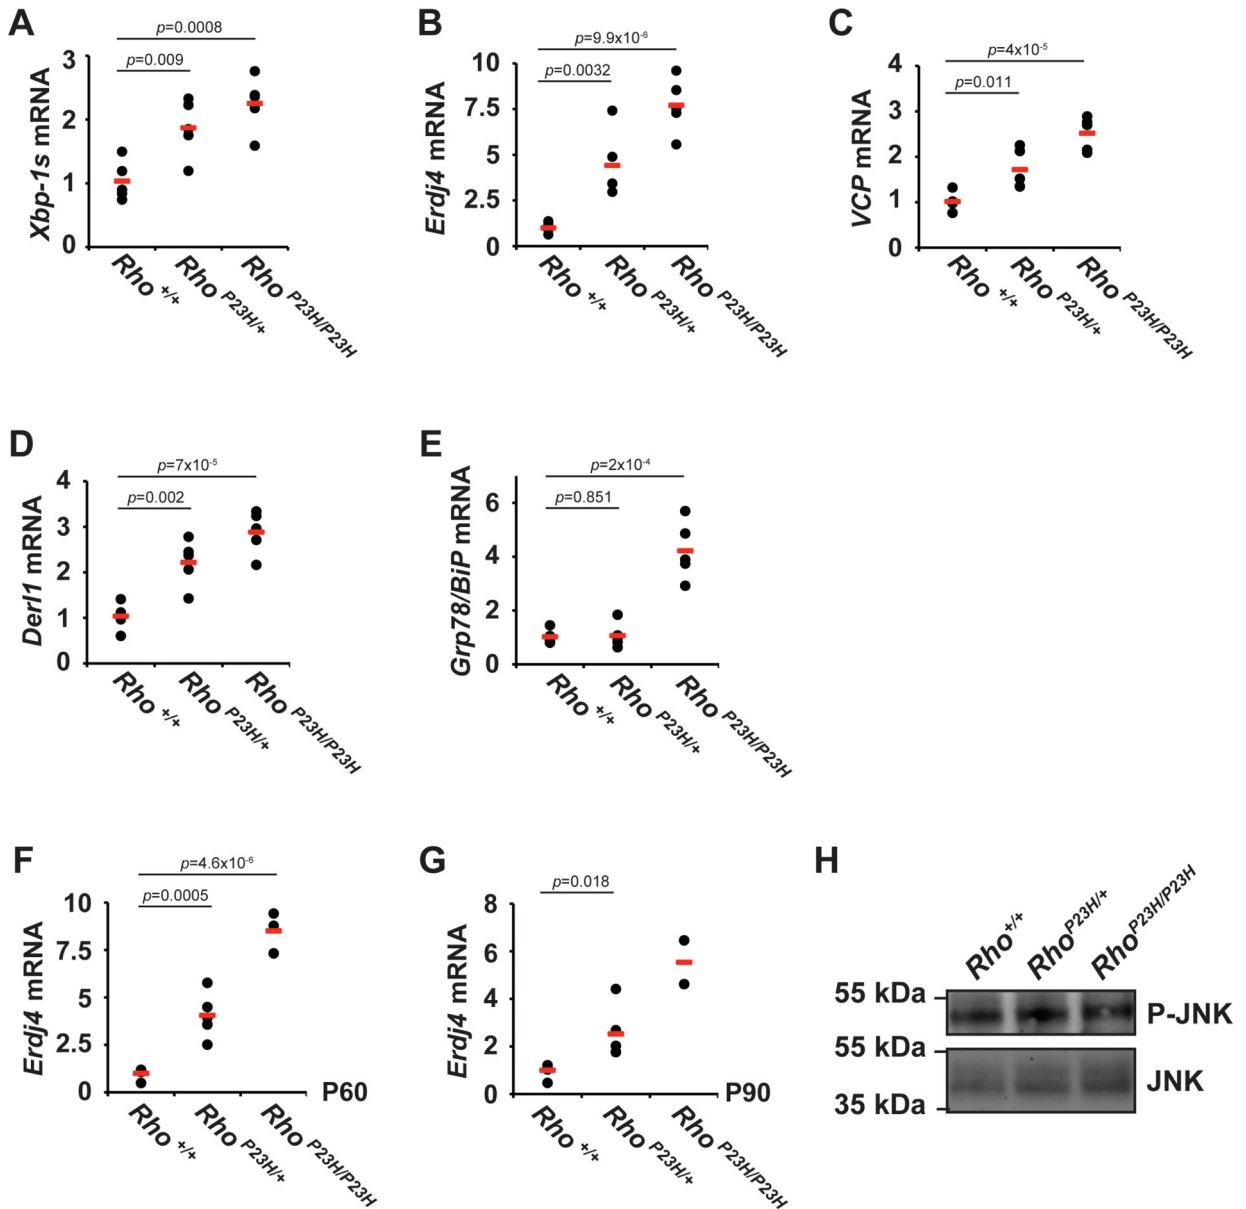 A
Xbp-1s mRNA
p=0.0008
p=0.009
3
2
1
0
Rho +/+
Rho P23H/+
Rho P23H/P23H
B
Erdj4 mRNA
p=9.9x10-6
p=0.0032
10
7.5
5
2.5
0
Rho +/+
Rho P23H/+
Rho P23H/P23H
C
VCP mRNA
p=4x10-5
p=0.011
4
3
2
1
0
Rho +/+
Rho P23H/+
Rho P23H/P23H
D
Derl1 mRNA
p=7x10-5
p=0.002
4
3
2
1
0
Rho +/+
Rho P23H/+
Rho P23H/P23H
E
Grp78/BiP mRNA
p=2x10-4
p=0.851
6
4
2
0
Rho +/+
Rho P23H/+
Rho P23H/P23H
F
Erdj4 mRNA
p=4.6x10-6
p=0.0005
10
7.5
5
2.5
0
P60
Rho +/+
Rho P23H/+
Rho P23H/P23H
G
Erdj4 mRNA
p=0.018
8
6
4
2
0
P90
Rho +/+
Rho P23H/+
Rho P23H/P23H
H
Rho+/+
RhoP23H/+
RhoP23H/P23H
55 kDa
P-JNK
55 kDa
JNK
35 kDa